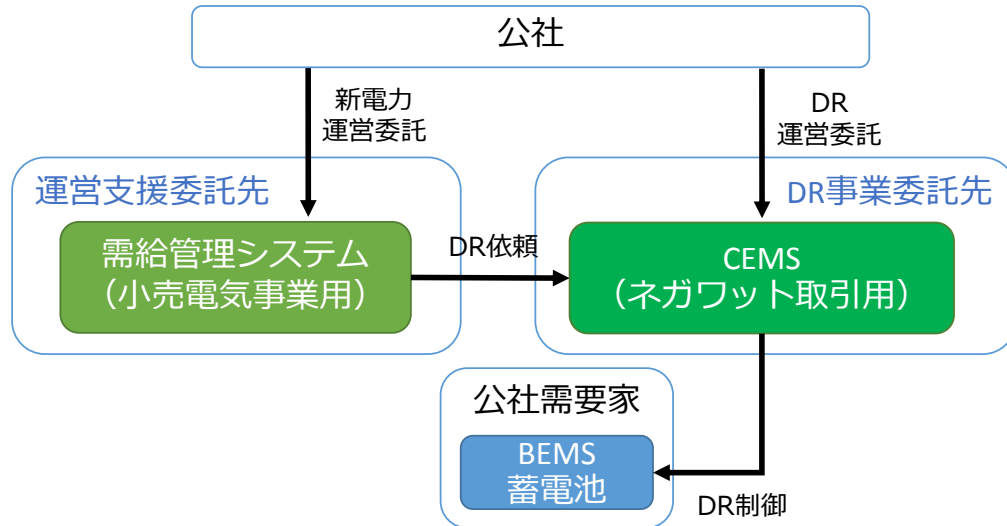 公社
新電力
運営委託
DR
運営委託
運営支援委託先
DR事業委託先
需給管理システム
（小売電気事業用）
DR依頼
CEMS
（ネガワット取引用）
公社需要家
BEMS
蓄電池
DR制御